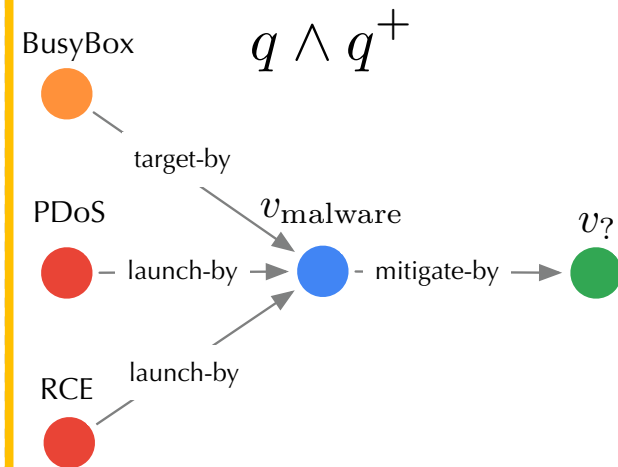 BusyBox
q ∧ q⁺
target-by
PDoS
v_malware
v_?
launch-by
mitigate-by
launch-by
RCE